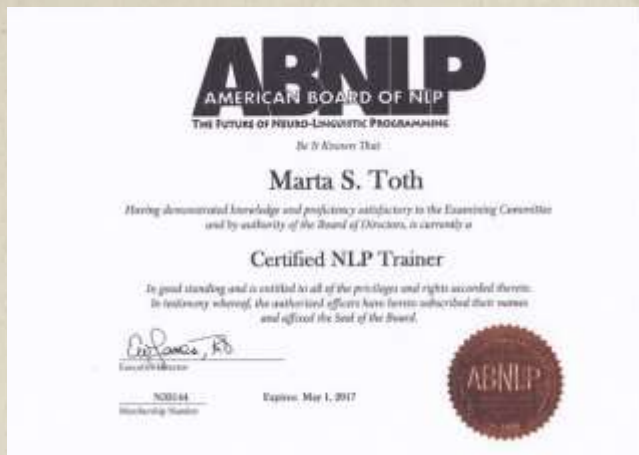 ABNLP
AMERICAN BOARD OF NLP
THE FUTURE OF NEURO-LINGUISTIC PROGRAMMING
Be It Known That
Marta S. Toth
Having demonstrated knowledge and proficiency satisfactory to the Examining Committee
and by authority of the Board of Directors, is currently a
Certified NLP Trainer
In good standing and is entitled to all of the privileges and rights accorded thereto.
In testimony whereof, the authorized officers have hereto subscribed their names
and affixed the Seal of the Board.
Executive Director
Expires: May 1, 2017
Membership Number
ABNLP